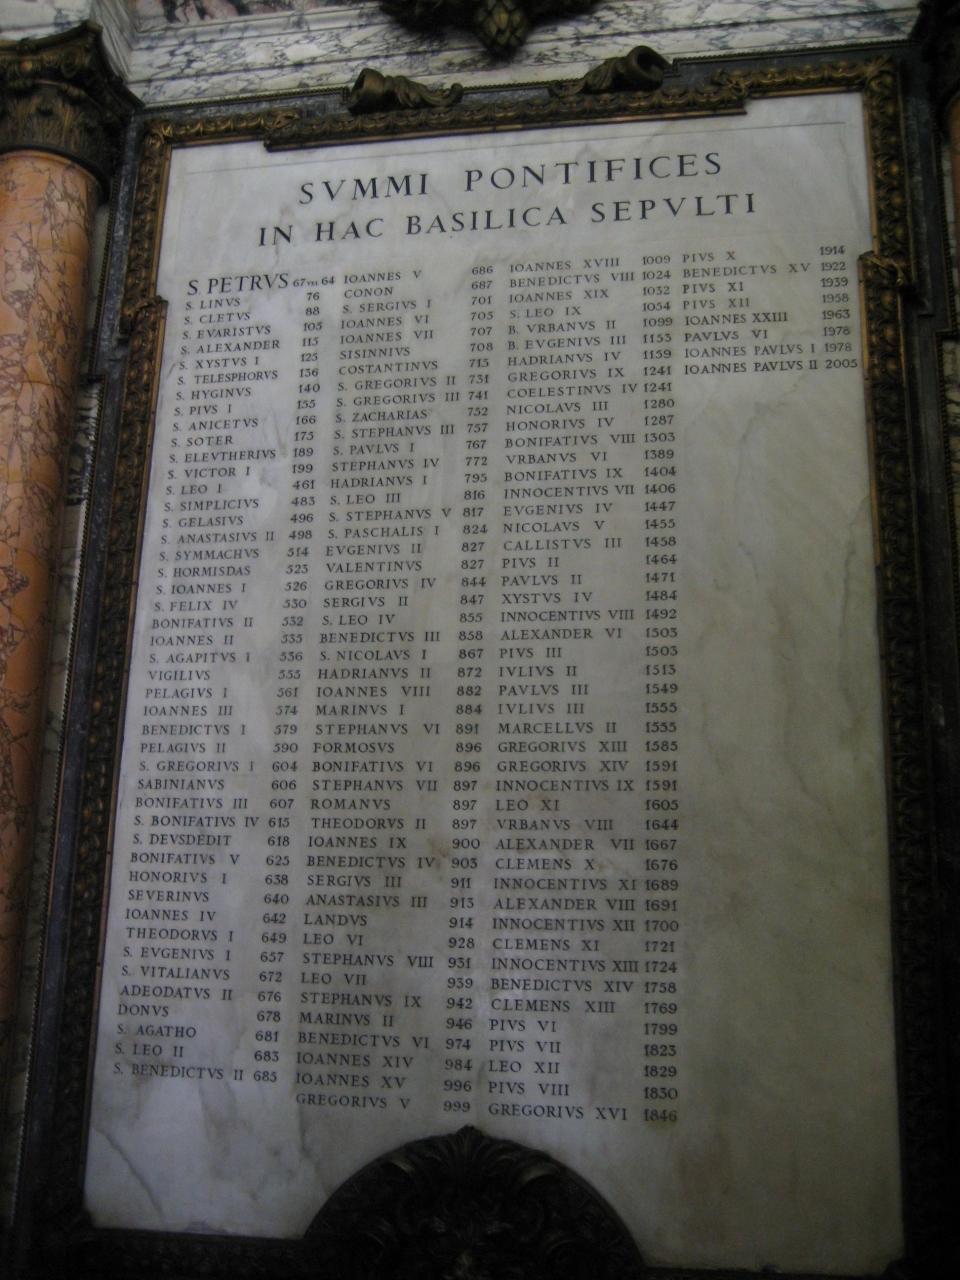 SVMMI PONTIFICES
IN HAC BASILICA SEPVLTI
S. PETRVS 67 vel 64
S. LINVS 76
S. CLETVS 88
S. EVARISTVS 105
S. ALEXANDER 115
S. XYSTVS I 125
S. TELESPHORVS 136
S. HYGINVS 140
S. PIVS I 155
S. ANICETVS 166
S. SOTER 175
S. ELEVTHERIVS 189
S. VICTOR I 199
S. LEO I 461
S. SIMPLICIVS 483
S. GELASIVS 496
S. ANASTASIVS II 498
S. SYMMACHVS 514
S. HORMISDAS 523
S. IOANNES I 526
S. FELIX IV 530
BONIFATIVS II 532
IOANNES II 535
S. AGAPITVS I 536
VIGILIVS 555
PELAGIVS I 561
IOANNES III 574
BENEDICTVS I 579
PELAGIVS II 590
S. GREGORIVS I 604
SABINIANVS 606
BONIFATIVS III 607
S. BONIFATIVS IV 615
S. DEVSDEDIT 618
BONIFATIVS V 625
HONORIVS I 638
SEVERINVS 640
IOANNES IV 642
THEODORVS I 649
S. EVGENIVS I 657
S. VITALIANVS 672
ADEODATVS II 676
DONVS 678
S. AGATHO 681
S. LEO II 683
S. BENEDICTVS II 685
IOANNES V 686
CONON 687
S. SERGIVS I 701
IOANNES VI 705
IOANNES VII 707
SISINNIVS 708
COSTANTINVS 715
S. GREGORIVS II 731
S. GREGORIVS III 741
S. ZACHARIAS 752
S. STEPHANVS III 757
S. PAVLVS I 767
STEPHANVS IV 772
HADRIANVS I 795
S. LEO III 816
S. STEPHANVS V 817
S. PASCHALIS I 824
EVGENIVS II 827
VALENTINVS 827
GREGORIVS IV 844
SERGIVS II 847
S. LEO IV 855
BENEDICTVS III 858
S. NICOLAVS I 867
HADRIANVS II 872
IOANNES VIII 882
MARINVS I 884
STEPHANVS VI 891
FORMOSVS 896
BONIFATIVS VI 896
STEPHANVS VII 897
ROMANVS 897
THEODORVS II 897
IOANNES IX 900
BENEDICTVS IV 903
SERGIVS III 911
ANASTASIVS III 913
LANDVS 914
LEO VI 928
STEPHANVS VIII 931
LEO VII 939
STEPHANVS IX 942
MARINVS II 946
BENEDICTVS VI 974
IOANNES XIV 984
IOANNES XV 996
GREGORIVS V 999
IOANNES XVIII 1009
BENEDICTVS VIII 1024
IOANNES XIX 1032
S. LEO IX 1054
B. VRBANVS II 1099
B. EVGENIVS III 1153
HADRIANVS IV 1159
GREGORIVS IX 1241
COELESTINVS IV 1241
NICOLAVS III 1280
HONORIVS IV 1287
BONIFATIVS VIII 1303
VRBANVS VI 1389
BONIFATIVS IX 1404
INNOCENTIVS VII 1406
EVGENIVS IV 1447
NICOLAVS V 1455
CALLISTVS III 1458
PIVS II 1464
PAVLVS II 1471
XYSTVS IV 1484
INNOCENTIVS VIII 1492
ALEXANDER VI 1503
PIVS III 1503
IVLIVS II 1513
PAVLVS III 1549
IVLIVS III 1555
MARCELLVS II 1555
GREGORIVS XIII 1585
GREGORIVS XIV 1591
INNOCENTIVS IX 1591
LEO XI 1605
VRBANVS VIII 1644
ALEXANDER VII 1667
CLEMENS X 1676
INNOCENTIVS XI 1689
ALEXANDER VIII 1691
INNOCENTIVS XII 1700
CLEMENS XI 1721
INNOCENTIVS XIII 1724
BENEDICTVS XIV 1758
CLEMENS XIII 1769
PIVS VI 1799
PIVS VII 1823
LEO XII 1829
PIVS VIII 1830
GREGORIVS XVI 1846
PIVS X 1914
BENEDICTVS XV 1922
PIVS XI 1939
PIVS XII 1958
IOANNES XXIII 1963
PAVLVS VI 1978
IOANNES PAVLVS I 1978
IOANNES PAVLVS II 2005